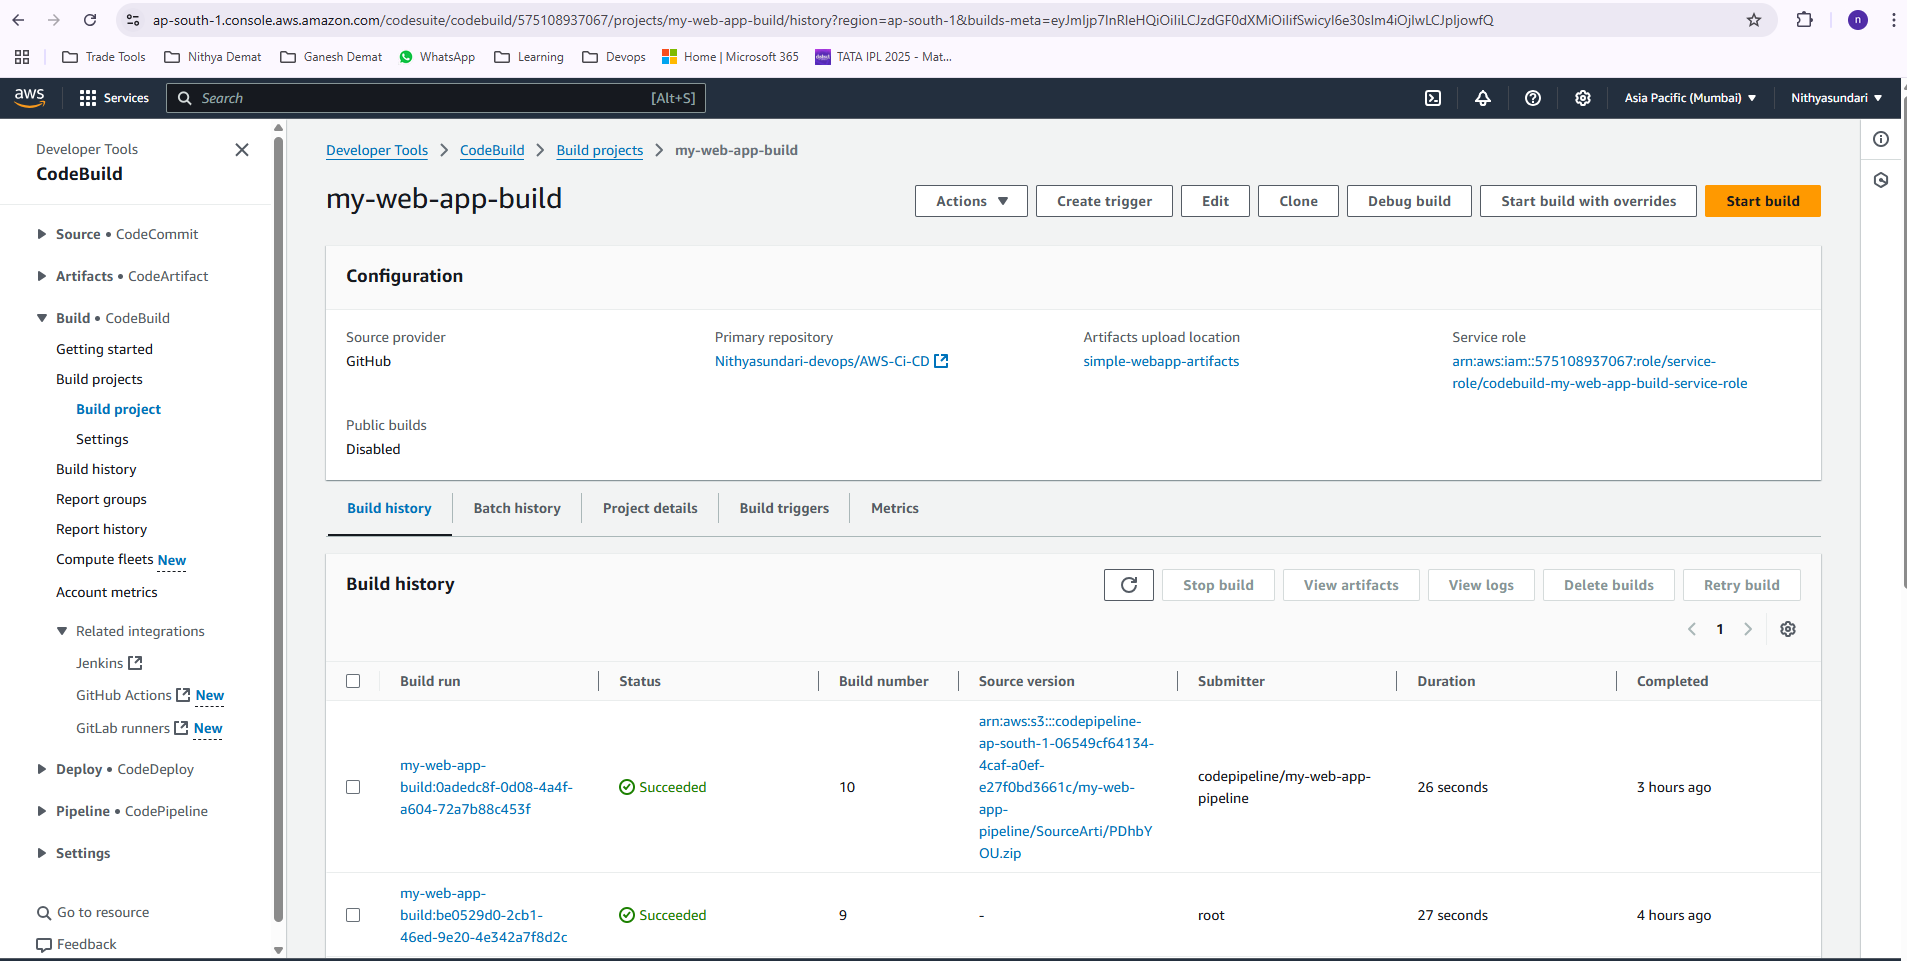 ap-south-1.console.aws.amazon.com/codesuite/codebuild/575108937067/projects/my-web-app-build/history?region=ap-south-1&builds-meta=eyJmIjp7InRleHQiOiIiLCJzdGF0dXMiOiIifSwicyI6e30sIm4iOjIwLCJpIjowfQ
n
Trade Tools
Nithya Demat
Ganesh Demat
WhatsApp
Learning
Devops
Home | Microsoft 365
TATA IPL 2025 - Mat...
aws
Services
Search
[Alt+S]
Asia Pacific (Mumbai)
Nithyasundari
Developer Tools
CodeBuild
Source • CodeCommit
Artifacts • CodeArtifact
Build • CodeBuild
Getting started
Build projects
Build project
Settings
Build history
Report groups
Report history
Compute fleets New
Account metrics
Related integrations
Jenkins
GitHub Actions New
GitLab runners New
Deploy • CodeDeploy
Pipeline • CodePipeline
Settings
Go to resource
Feedback
Developer Tools > CodeBuild > Build projects > my-web-app-build
my-web-app-build
Actions
Create trigger
Edit
Clone
Debug build
Start build with overrides
Start build
Configuration
Source provider
GitHub
Primary repository
Nithyasundari-devops/AWS-Ci-CD
Artifacts upload location
simple-webapp-artifacts
Service role
arn:aws:iam::575108937067:role/service-
role/codebuild-my-web-app-build-service-role
Public builds
Disabled
Build history
Batch history
Project details
Build triggers
Metrics
Build history
Stop build
View artifacts
View logs
Delete builds
Retry build
1
Build run
Status
Build number
Source version
Submitter
Duration
Completed
my-web-app-
build:0adedc8f-0d08-4a4f-
a604-72a7b88c453f
Succeeded
10
arn:aws:s3:::codepipeline-
ap-south-1-06549cf64134-
4caf-a0ef-
e27f0bd3661c/my-web-
app-
pipeline/SourceArti/PDhbY
OU.zip
codepipeline/my-web-app-
pipeline
26 seconds
3 hours ago
my-web-app-
build:be0529d0-2cb1-
46ed-9e20-4e342a7f8d2c
Succeeded
9
-
root
27 seconds
4 hours ago